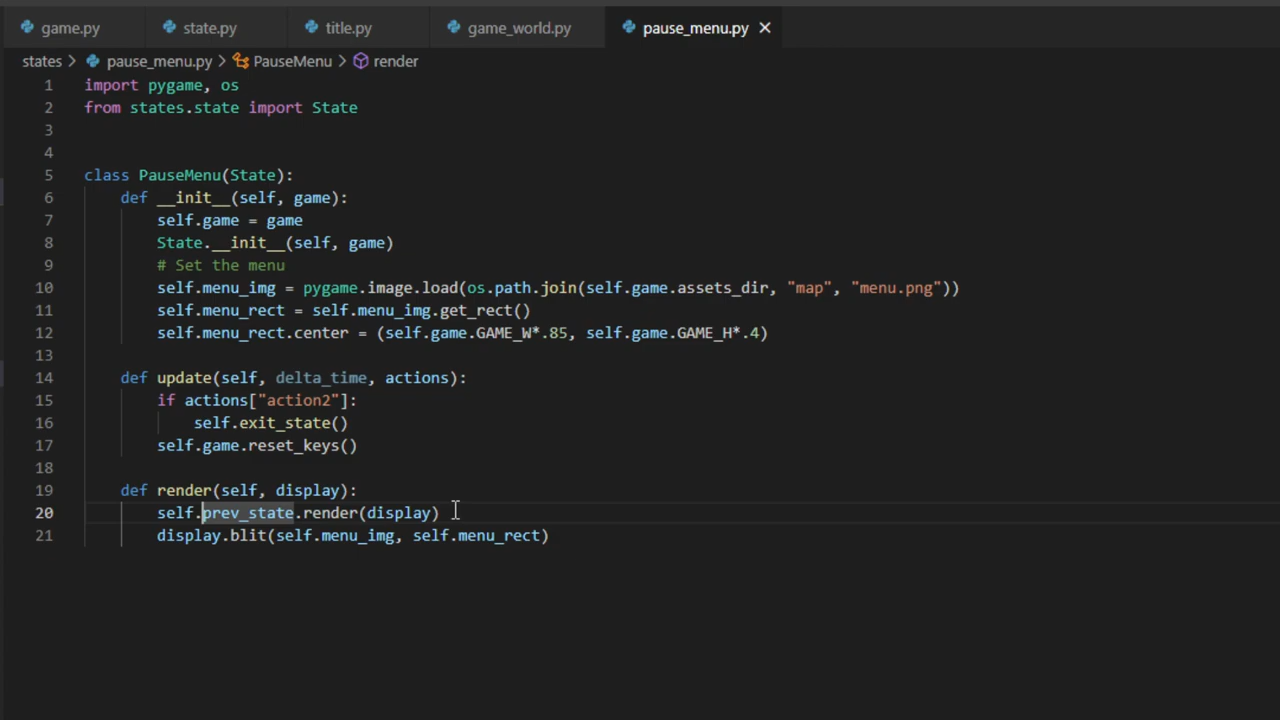 game.py state.py title.py game_world.py pause_menu.py
states > pause_menu.py > PauseMenu > render
1 import pygame, os
2 from states.state import State
3
4
5 class PauseMenu(State):
6     def __init__(self, game):
7         self.game = game
8         State.__init__(self, game)
9         # Set the menu
10         self.menu_img = pygame.image.load(os.path.join(self.game.assets_dir, "map", "menu.png"))
11         self.menu_rect = self.menu_img.get_rect()
12         self.menu_rect.center = (self.game.GAME_W*.85, self.game.GAME_H*.4)
13
14     def update(self, delta_time, actions):
15         if actions["action2"]:
16             self.exit_state()
17         self.game.reset_keys()
18
19     def render(self, display):
20         self.prev_state.render(display)
21         display.blit(self.menu_img, self.menu_rect)